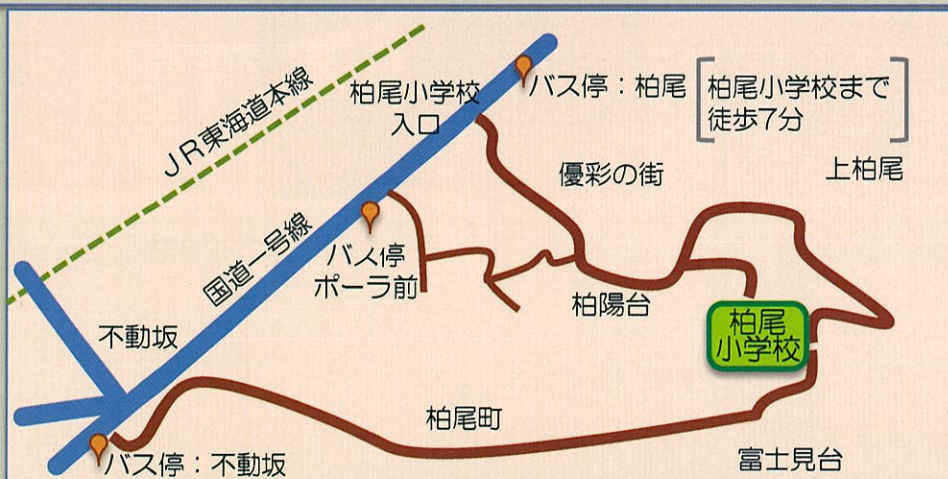 JR東海道本線
柏尾小学校
入口
バス停：柏尾
柏尾小学校まで
徒歩7分
優彩の街
上柏尾
国道一号線
バス停
ポーラ前
柏陽台
不動坂
柏尾
小学校
柏尾町
バス停：不動坂
富士見台